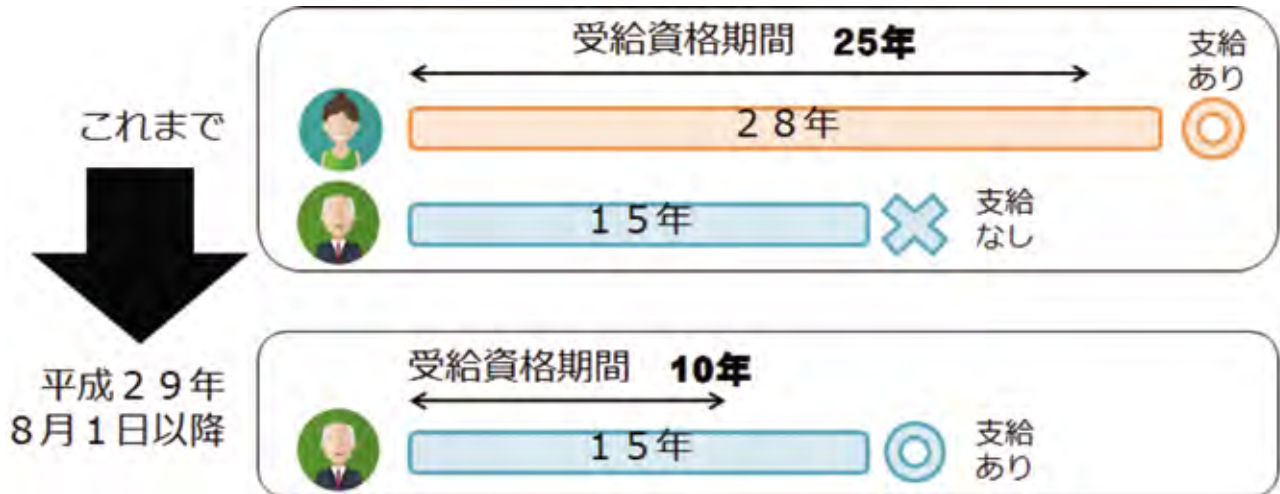 受給資格期間 25年
支給
あり
これまで
２８年
１５年
支給
なし
平成２９年
８月１日以降
受給資格期間 10年
１５年
支給
あり